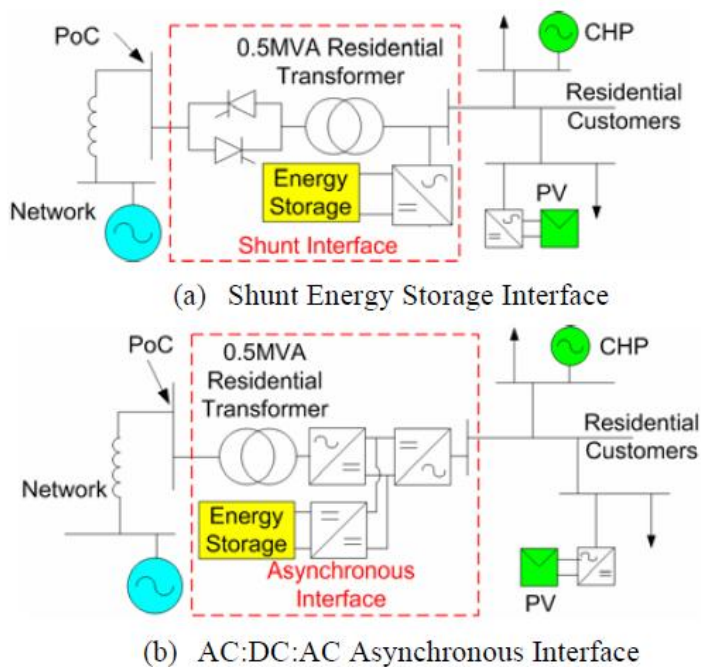 PoC
0.5MVA Residential
Transformer
CHP
Residential
Customers
Energy
Storage
PV
Network
Shunt Interface
(a) Shunt Energy Storage Interface
PoC
0.5MVA
Residential
Transformer
CHP
Residential
Customers
Network
Energy
Storage
Asynchronous
Interface
PV
(b) AC:DC:AC Asynchronous Interface